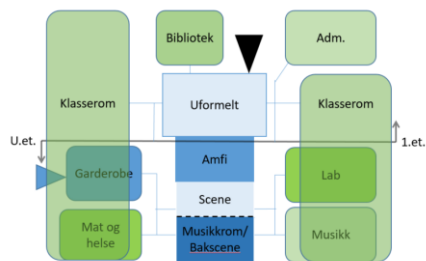 Bibliotek
Adm.
Klasserom
Uformelt
Klasserom
U.et.
1.et.
Amfi
Garderobe
Lab
Scene
Mat og
helse
Musikkrom/
Bakscene
Musikk